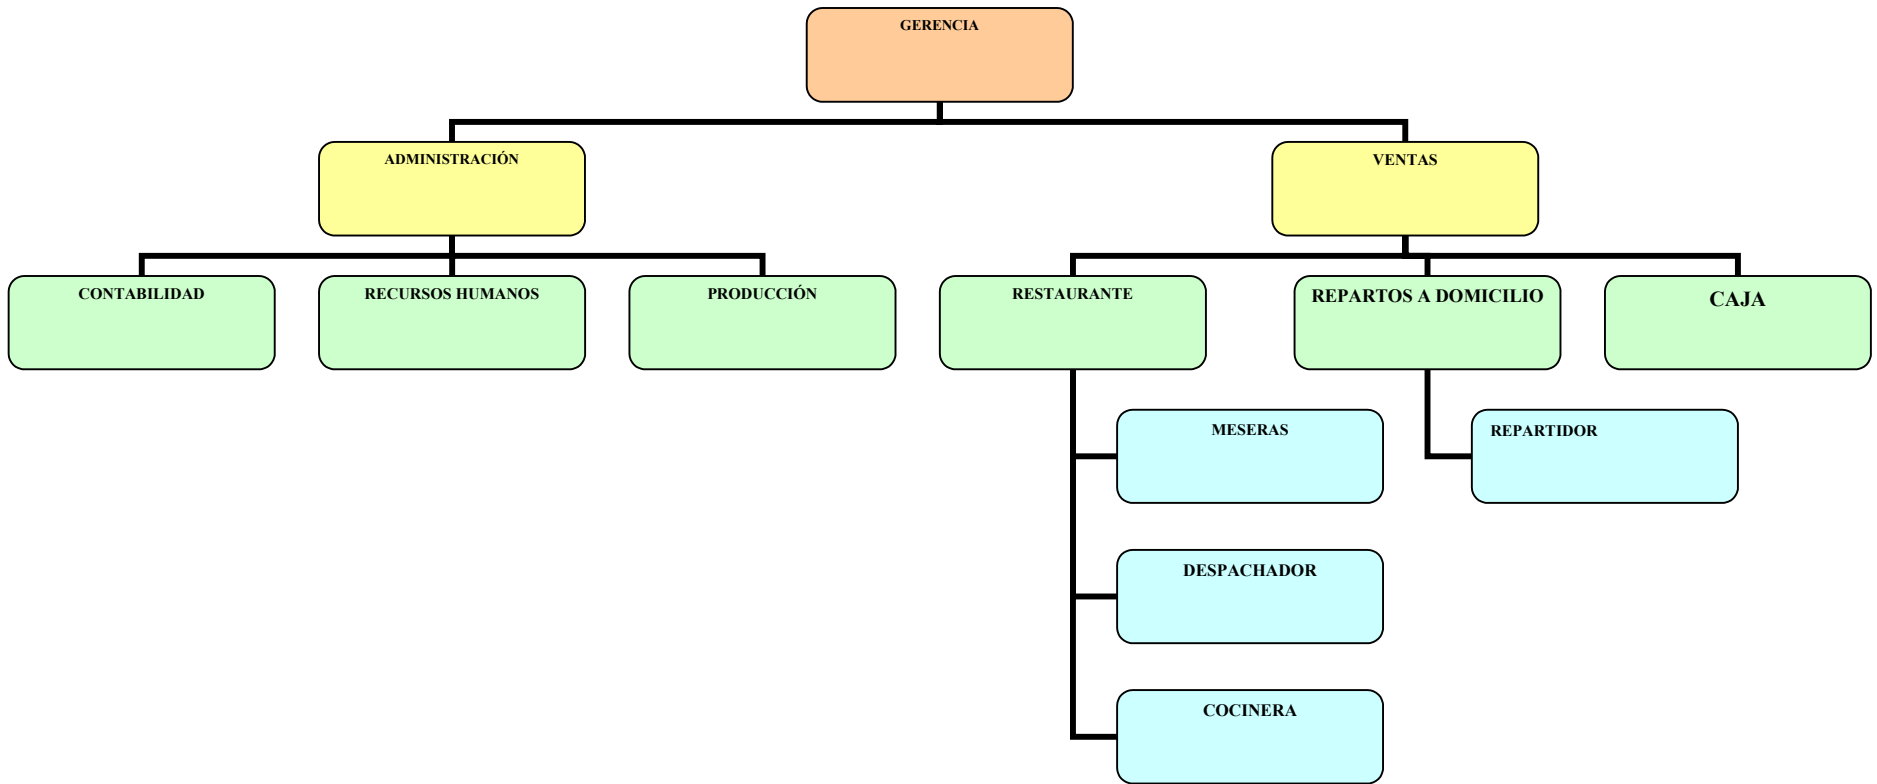 GERENCIA
ADMINISTRACIÓN
VENTAS
CONTABILIDAD
RECURSOS HUMANOS
PRODUCCIÓN
RESTAURANTE
REPARTOS A DOMICILIO
CAJA
MESERAS
REPARTIDOR
DESPACHADOR
COCINERA